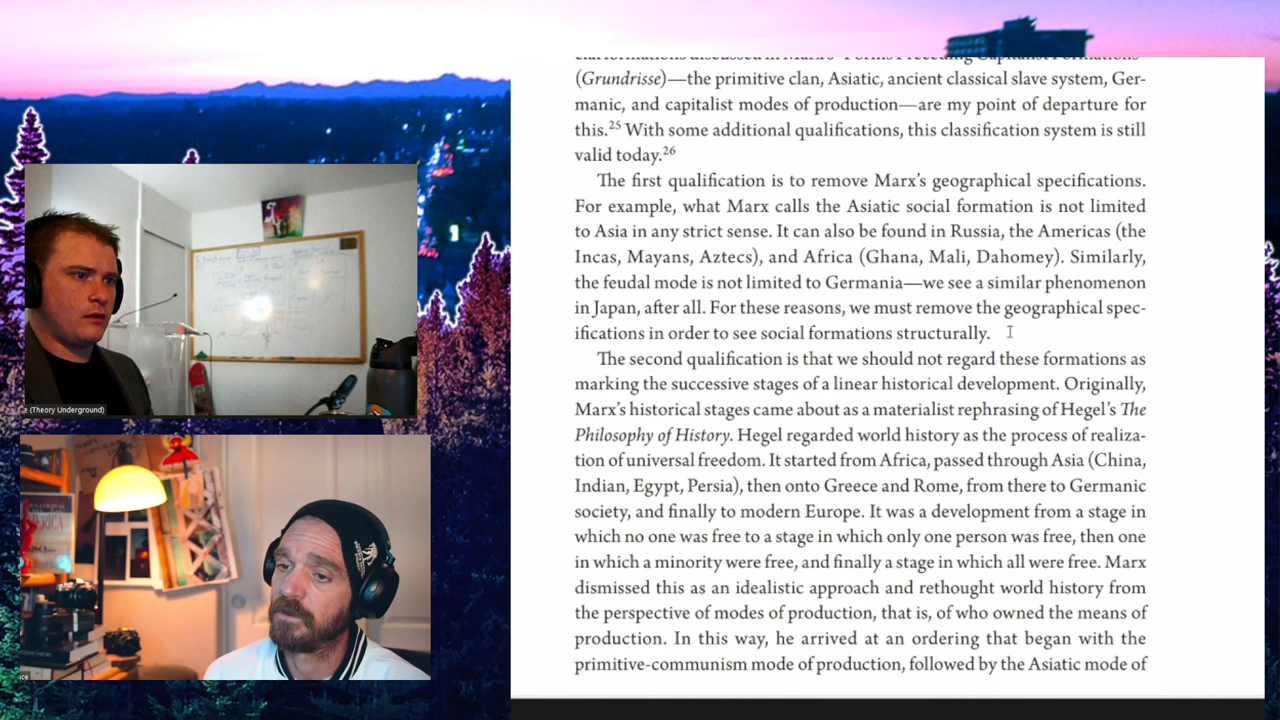 (Grundrisse)—the primitive clan, Asiatic, ancient classical slave system, Ger-
manic, and capitalist modes of production—are my point of departure for
this.25 With some additional qualifications, this classification system is still
valid today.26
The first qualification is to remove Marx's geographical specifications.
For example, what Marx calls the Asiatic social formation is not limited
to Asia in any strict sense. It can also be found in Russia, the Americas (the
Incas, Mayans, Aztecs), and Africa (Ghana, Mali, Dahomey). Similarly,
the feudal mode is not limited to Germania—we see a similar phenomenon
in Japan, after all. For these reasons, we must remove the geographical spec-
ifications in order to see social formations structurally.
The second qualification is that we should not regard these formations as
marking the successive stages of a linear historical development. Originally,
Marx's historical stages came about as a materialist rephrasing of Hegel's The
Philosophy of History. Hegel regarded world history as the process of realiza-
tion of universal freedom. It started from Africa, passed through Asia (China,
Indian, Egypt, Persia), then onto Greece and Rome, from there to Germanic
society, and finally to modern Europe. It was a development from a stage in
which no one was free to a stage in which only one person was free, then one
in which a minority were free, and finally a stage in which all were free. Marx
dismissed this as an idealistic approach and rethought world history from
the perspective of modes of production, that is, of who owned the means of
production. In this way, he arrived at an ordering that began with the
primitive-communism mode of production, followed by the Asiatic mode of
(Theory Underground)